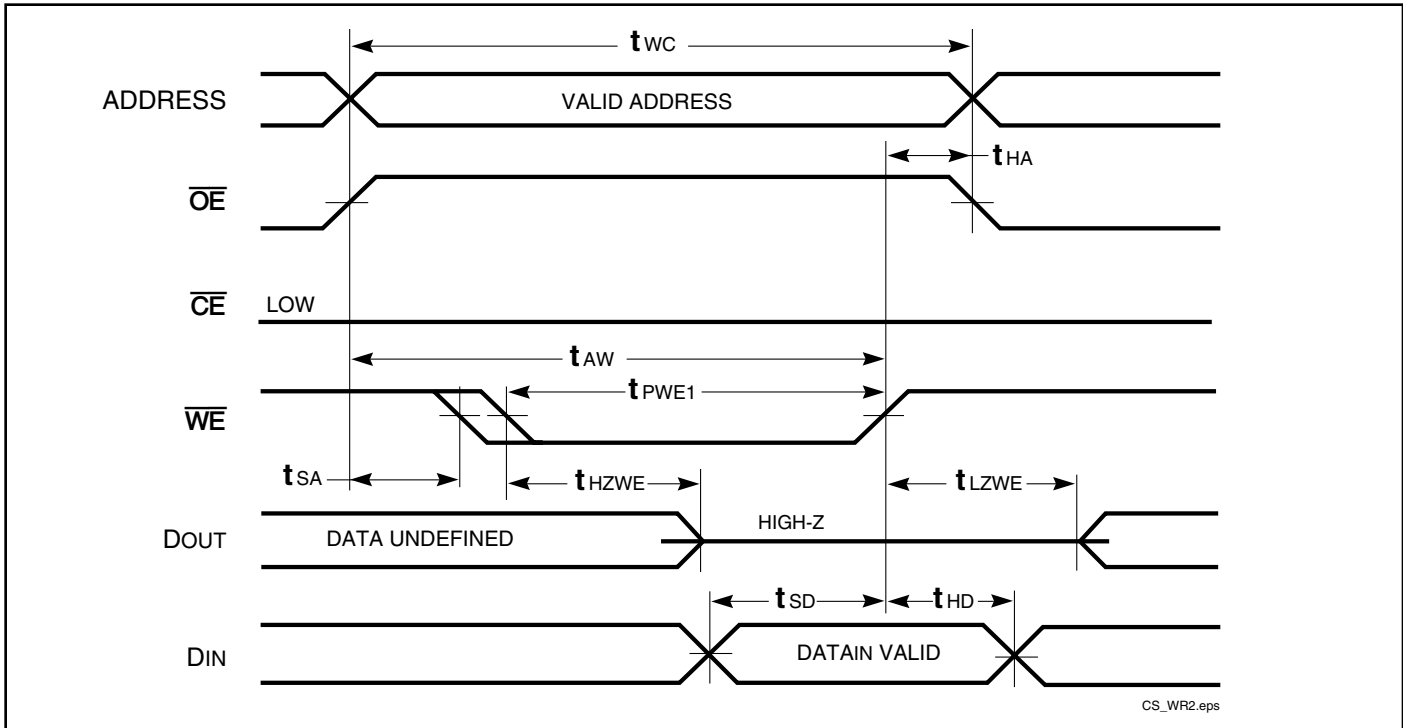 tWC
ADDRESS
VALID ADDRESS
tHA
OE
CE
LOW
tAW
tPWE1
WE
tSA
tHZWE
tLZWE
HIGH-Z
DOUT
DATA UNDEFINED
tSD
tHD
DIN
DATAIN VALID
CS_WR2.eps